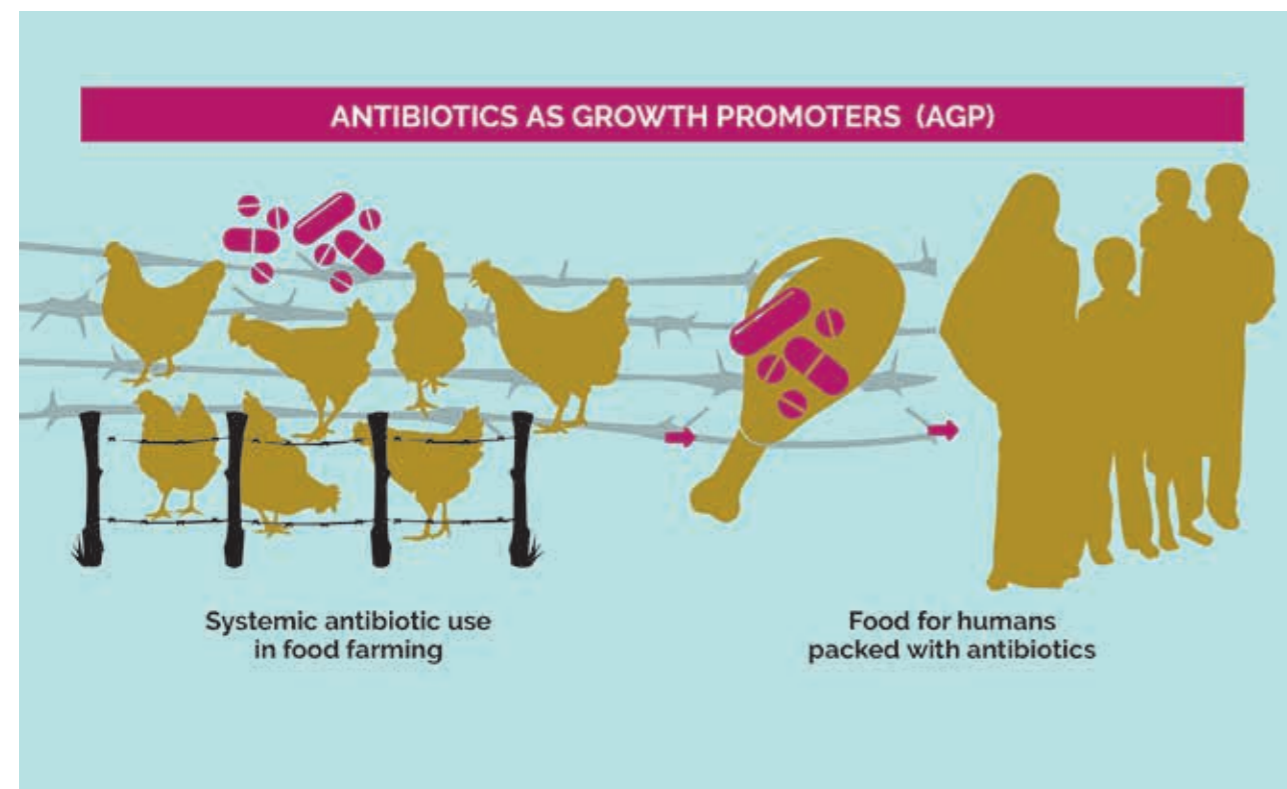 ANTIBIOTICS AS GROWTH PROMOTERS (AGP)
Systemic antibiotic use
in food farming
Food for humans
packed with antibiotics